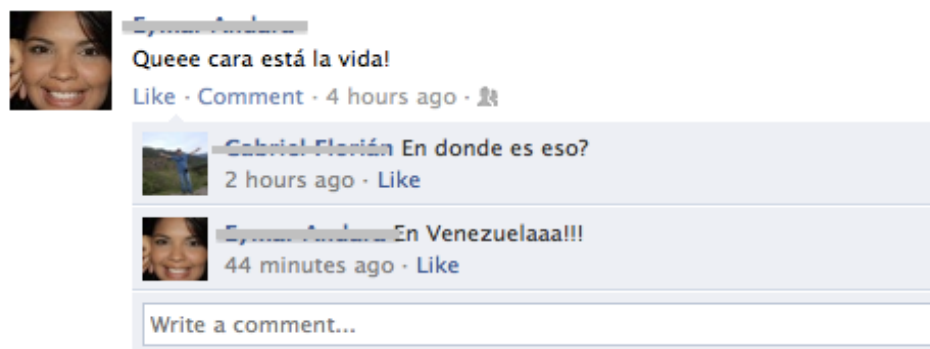 Queee cara está la vida!
Like · Comment · 4 hours ago ·
En donde es eso?
2 hours ago · Like
En Venezuelaaa!!!
44 minutes ago · Like
Write a comment...